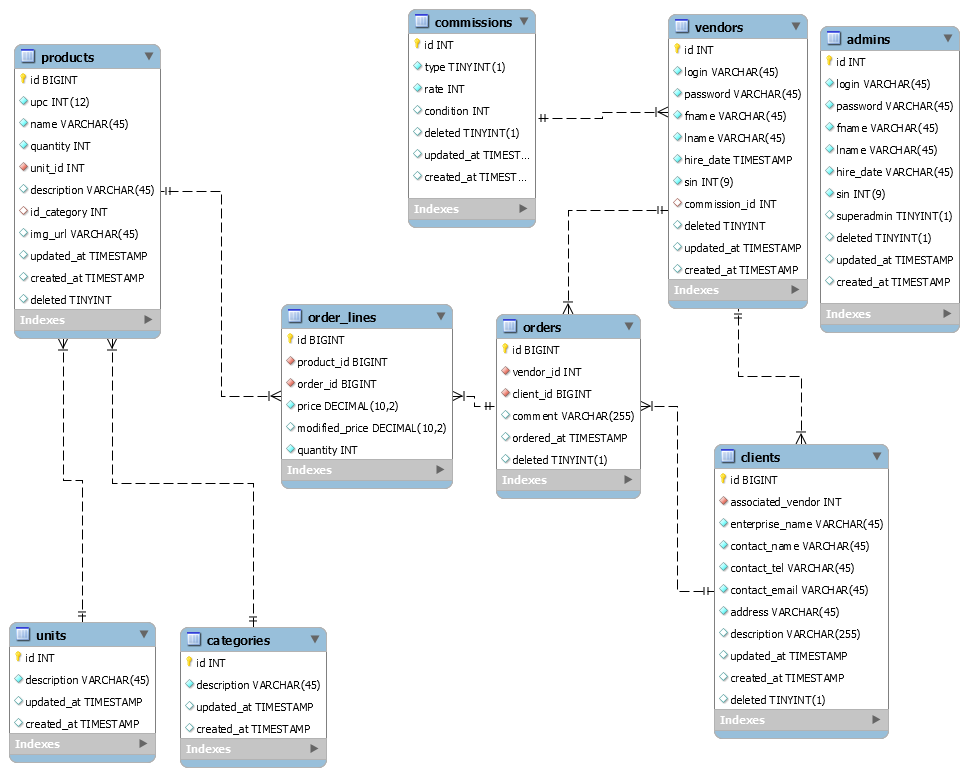 products
id BIGINT
upc INT(12)
name VARCHAR(45)
quantity INT
unit_id INT
description VARCHAR(45)
id_category INT
img_url VARCHAR(45)
updated_at TIMESTAMP
created_at TIMESTAMP
deleted TINYINT
Indexes
commissions
id INT
type TINYINT(1)
rate INT
condition INT
deleted TINYINT(1)
updated_at TIMEST...
created_at TIMEST...
Indexes
vendors
id INT
login VARCHAR(45)
password VARCHAR(45)
fname VARCHAR(45)
lname VARCHAR(45)
hire_date TIMESTAMP
sin INT(9)
commission_id INT
deleted TINYINT
updated_at TIMESTAMP
created_at TIMESTAMP
Indexes
admins
id INT
login VARCHAR(45)
password VARCHAR(45)
fname VARCHAR(45)
lname VARCHAR(45)
hire_date VARCHAR(45)
sin INT(9)
superadmin TINYINT(1)
deleted TINYINT(1)
updated_at TIMESTAMP
created_at TIMESTAMP
Indexes
order_lines
id BIGINT
product_id BIGINT
order_id BIGINT
price DECIMAL(10,2)
modified_price DECIMAL(10,2)
quantity INT
Indexes
orders
id BIGINT
vendor_id INT
client_id BIGINT
comment VARCHAR(255)
ordered_at TIMESTAMP
deleted TINYINT(1)
Indexes
clients
id BIGINT
associated_vendor INT
enterprise_name VARCHAR(45)
contact_name VARCHAR(45)
contact_tel VARCHAR(45)
contact_email VARCHAR(45)
address VARCHAR(45)
description VARCHAR(255)
updated_at TIMESTAMP
created_at TIMESTAMP
deleted TINYINT(1)
Indexes
units
id INT
description VARCHAR(45)
updated_at TIMESTAMP
created_at TIMESTAMP
Indexes
categories
id INT
description VARCHAR(45)
updated_at TIMESTAMP
created_at TIMESTAMP
Indexes